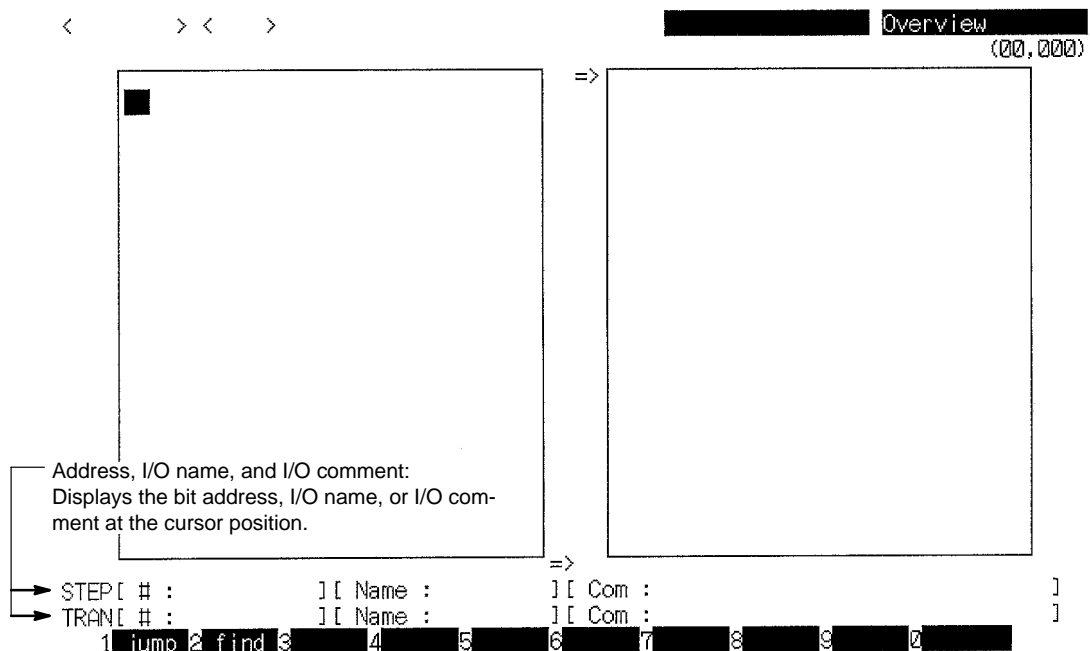 <          > <     >  Overview
(00,000)
=>
Address, I/O name, and I/O comment:
Displays the bit address, I/O name, or I/O com-
ment at the cursor position.
=>
STEP[ # :            ][ Name :          ][ Com :                                ]
TRAN[ # :            ][ Name :          ][ Com :                                ]
1 jump 2 find 3 4 5 6 7 8 9 0